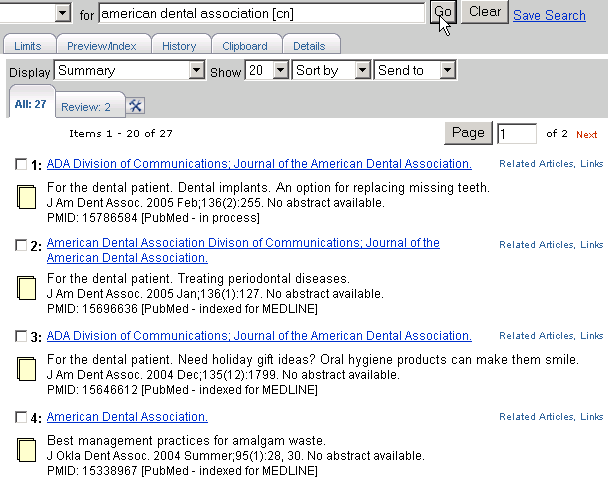 for american dental association [cn] Go Clear Save Search
Limits Preview/Index History Clipboard Details
Display Summary Show 20 Sort by Send to
All: 27 Review: 2
Items 1 - 20 of 27 Page 1 of 2 Next
1: ADA Division of Communications; Journal of the American Dental Association. Related Articles, Links
For the dental patient. Dental implants. An option for replacing missing teeth.
J Am Dent Assoc. 2005 Feb;136(2):255. No abstract available.
PMID: 15786584 [PubMed - in process]
2: American Dental Association Divison of Communications; Journal of the Related Articles, Links
American Dental Association.
For the dental patient. Treating periodontal diseases.
J Am Dent Assoc. 2005 Jan;136(1):127. No abstract available.
PMID: 15696636 [PubMed - indexed for MEDLINE]
3: ADA Division of Communications; Journal of the American Dental Association. Related Articles, Links
For the dental patient. Need holiday gift ideas? Oral hygiene products can make them smile.
J Am Dent Assoc. 2004 Dec;135(12):1799. No abstract available.
PMID: 15646612 [PubMed - indexed for MEDLINE]
4: American Dental Association. Related Articles, Links
Best management practices for amalgam waste.
J Okla Dent Assoc. 2004 Summer;95(1):28, 30. No abstract available.
PMID: 15338967 [PubMed - indexed for MEDLINE]